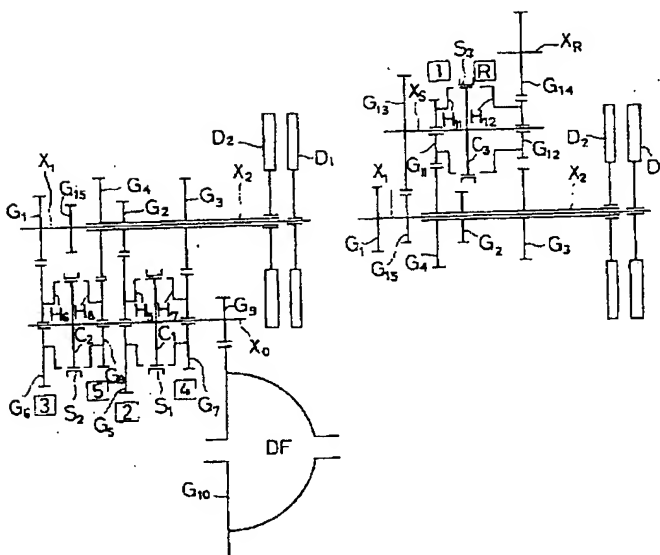 S₃ X_R
1 R
G₁₃ X_S H₁₁ H₁₂ G₁₄
D₂ D₁
C₃ G₁₂ D₂ D
X₁ G₁₅ G₄ G₂ G₃ X₂
G₁
X₁ G₁₁ X₂
G₁ G₁₅ G₄ G₂ G₃
H₆ H₈ H₅ H₇ G₉
C₂ C₁ X₀
G₆ 3 S₂ 5 G₈ G₅ 2 S₁ 4 G₇
DF
G₁₀